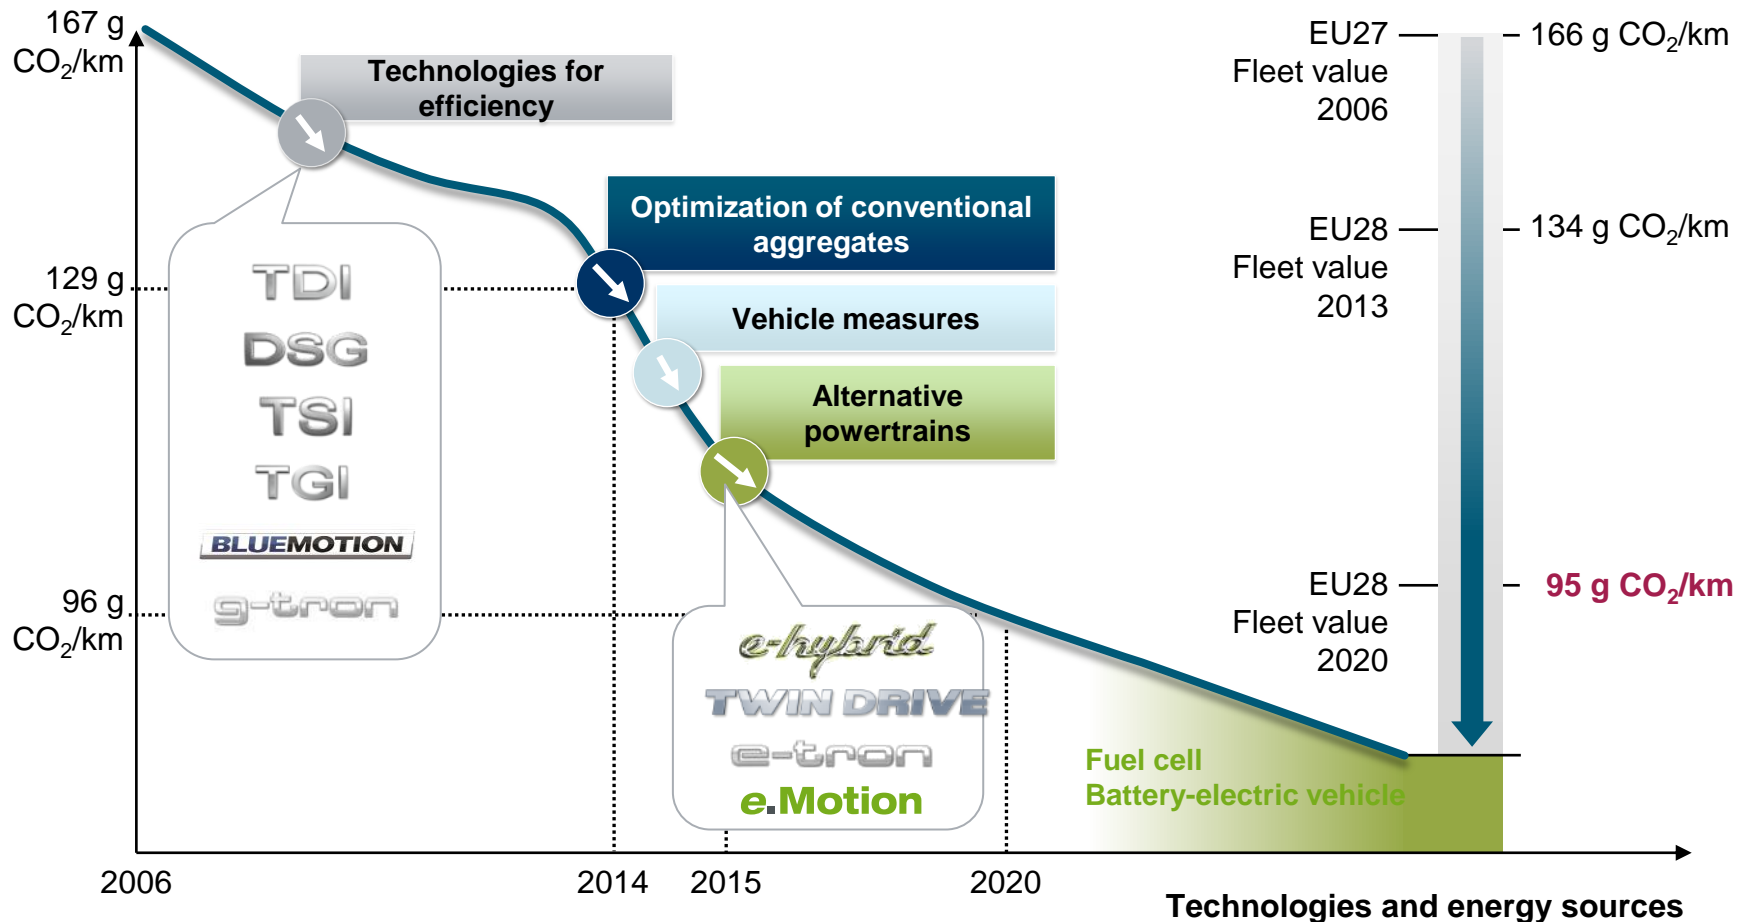 167 g
CO₂/km
Technologies for
efficiency
TDI
DSG
TSI
TGI
BLUEMOTION
g-tron
129 g
CO₂/km
96 g
CO₂/km
Optimization of conventional
aggregates
Vehicle measures
Alternative
powertrains
e-hybrid
TWIN DRIVE
e-tron
e.Motion
Fuel cell
Battery-electric vehicle
EU27
Fleet value
2006
166 g CO₂/km
EU28
Fleet value
2013
134 g CO₂/km
EU28
Fleet value
2020
95 g CO₂/km
2006
2014
2015
2020
Technologies and energy sources